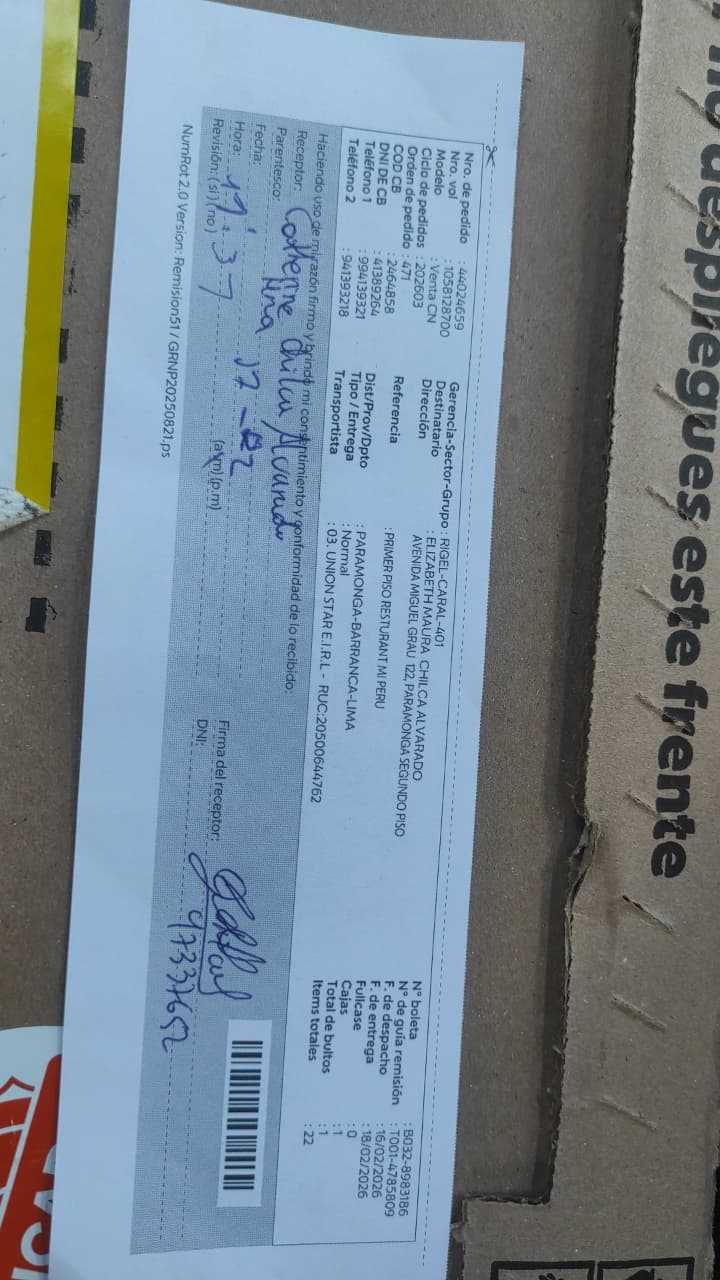 no despliegues este frente
Nro. de pedido : 44024659
Nro. vol : 1058128700
Modelo : Venta CN
Ciclo de pedidos : 202603
Orden de pedido : 471
COD CB : 2464858
DNI DE CB : 41389264
Teléfono 1 : 994139321
Teléfono 2 : 941393218
Gerencia-Sector-Grupo : RIGEL-CARAL-401
Destinatario : ELIZABETH MAURA CHILCA ALVARADO
Dirección AVENIDA MIGUEL GRAU 122, PARAMONGA SEGUNDO PISO
Referencia : PRIMER PISO RESTURANT MI PERU
Dist/Prov/Dpto : PARAMONGA-BARRANCA-LIMA
Tipo / Entrega : Normal
Transportista : 03. UNION STAR E.I.R.L - RUC:20500644762
N° boleta : B032-8983186
N° de guía remisión : T001-4785809
F. de despacho : 16/02/2026
F. de entrega : 18/02/2026
Fullcase : 0
Cajas : 1
Total de bultos : 1
Items totales : 22
Haciendo uso de mi razón firmo y brindo mi consentimiento y conformidad de lo recibido:
Receptor: Catherine Chilca Alvarado
Parentesco:
Fecha: 17-02
Hora: (a.m) (p.m)
Revisión: (si) (no)
Firma del receptor:
DNI: 47337652
NumRot 2.0 Version: Remision51 / GRNP20250821.ps